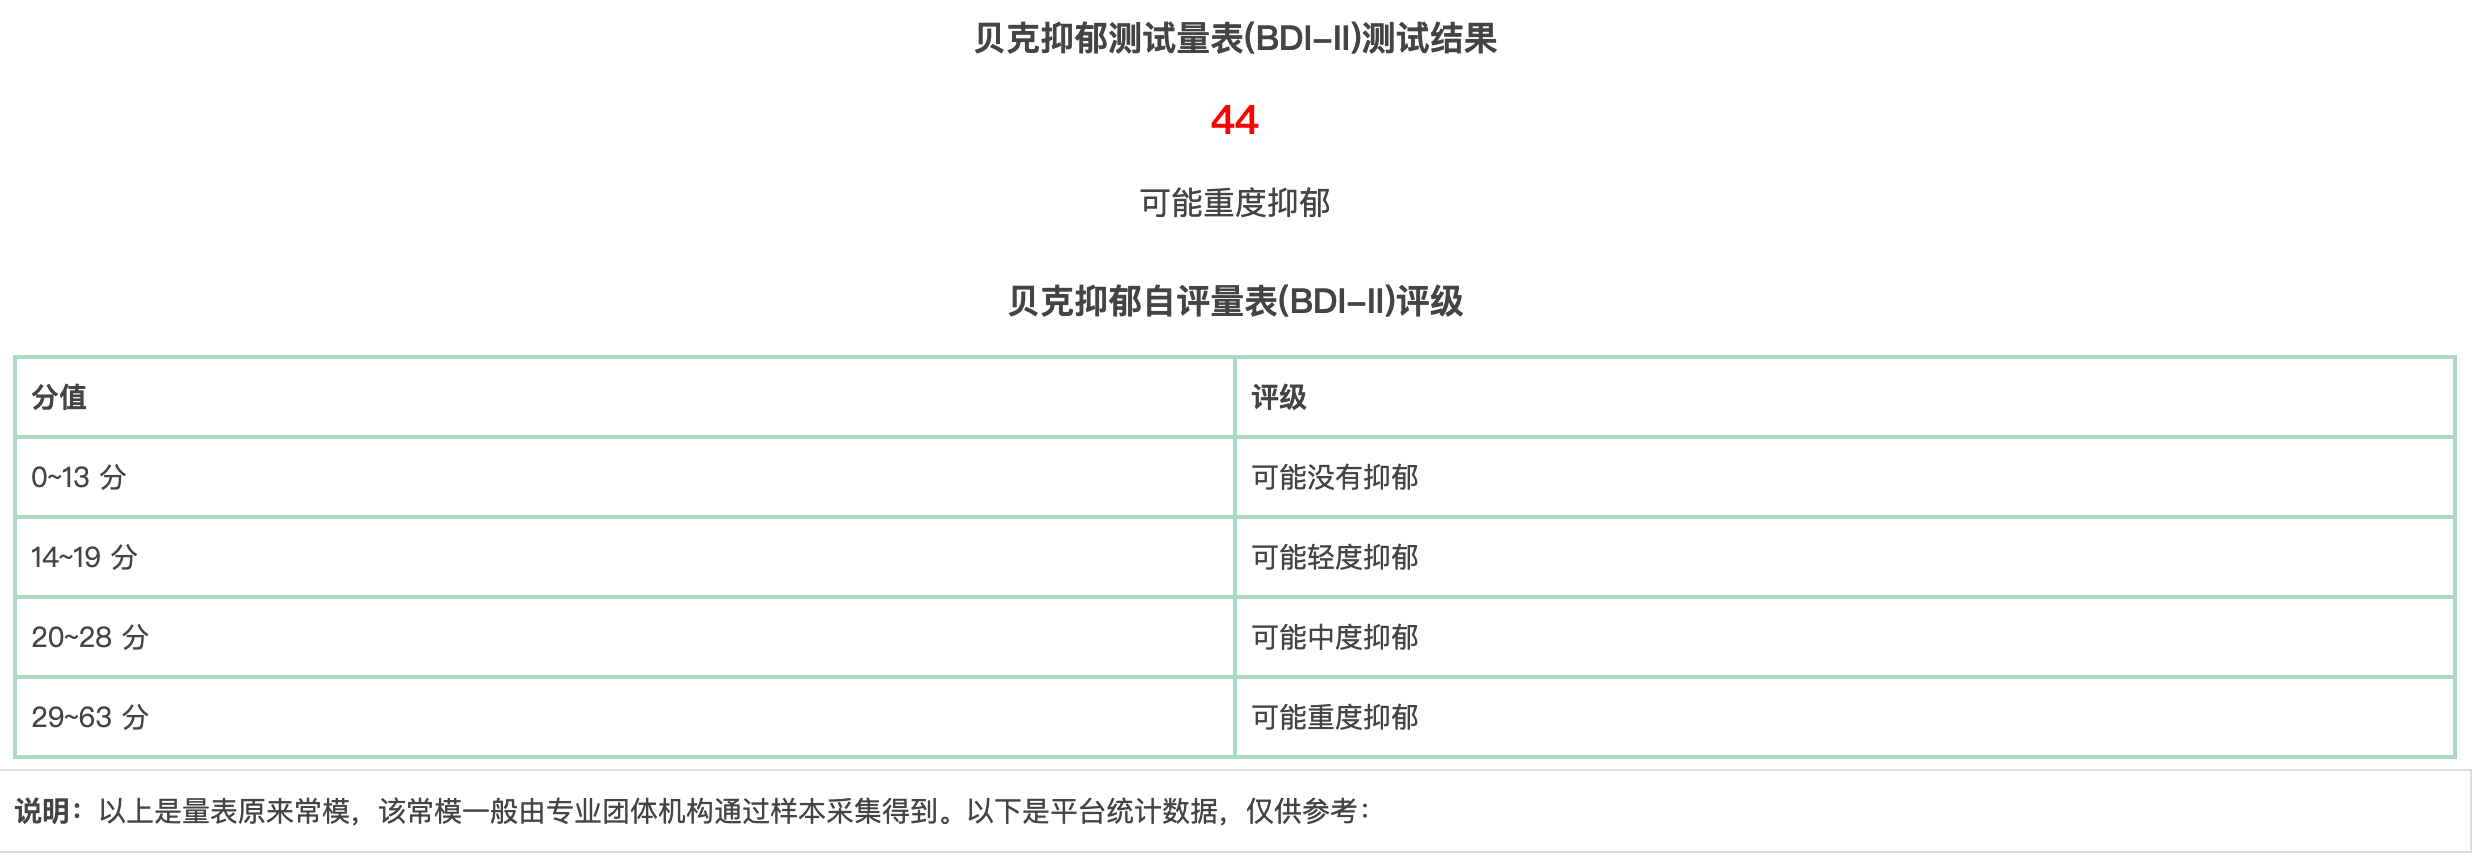 贝克抑郁测试量表(BDI-II)测试结果
44
可能重度抑郁
贝克抑郁自评量表(BDI-II)评级
分值 评级
0~13 分 可能没有抑郁
14~19 分 可能轻度抑郁
20~28 分 可能中度抑郁
29~63 分 可能重度抑郁
说明：以上是量表原来常模，该常模一般由专业团体机构通过样本采集得到。以下是平台统计数据，仅供参考：